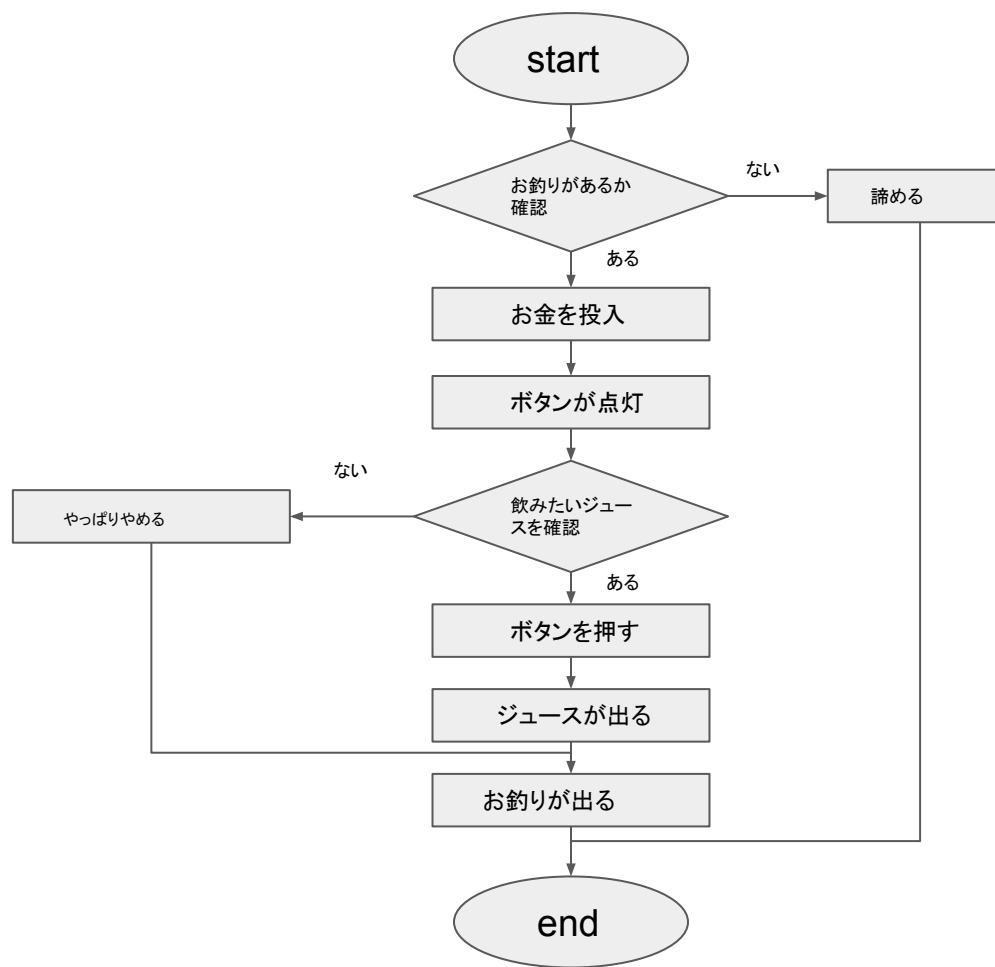 start
お釣りがあるか
確認
ない
諦める
ある
お金を投入
ボタンが点灯
ない
飲みたいジュー
スを確認
やっぱりやめる
ある
ボタンを押す
ジュースが出る
お釣りが出る
end